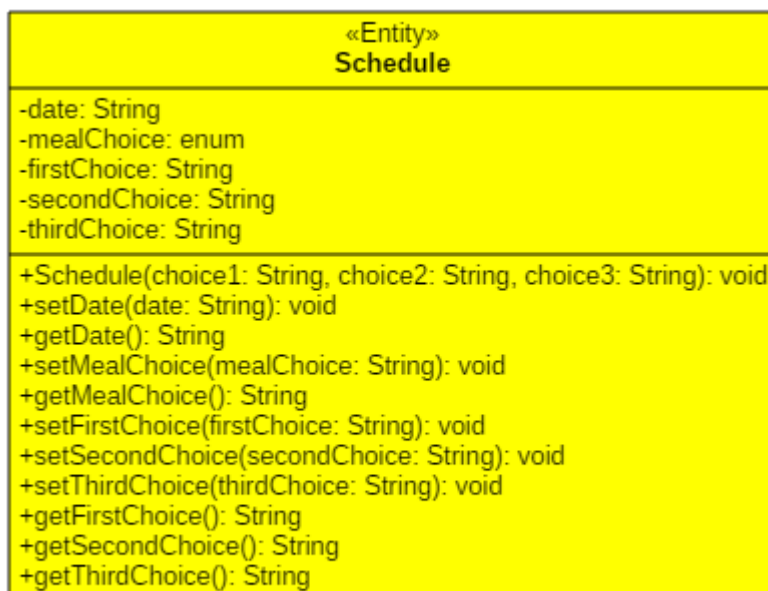 «Entity»
Schedule
-date: String
-mealChoice: enum
-firstChoice: String
-secondChoice: String
-thirdChoice: String
+Schedule(choice1: String, choice2: String, choice3: String): void
+setDate(date: String): void
+getDate(): String
+setMealChoice(mealChoice: String): void
+getMealChoice(): String
+setFirstChoice(firstChoice: String): void
+setSecondChoice(secondChoice: String): void
+setThirdChoice(thirdChoice: String): void
+getFirstChoice(): String
+getSecondChoice(): String
+getThirdChoice(): String